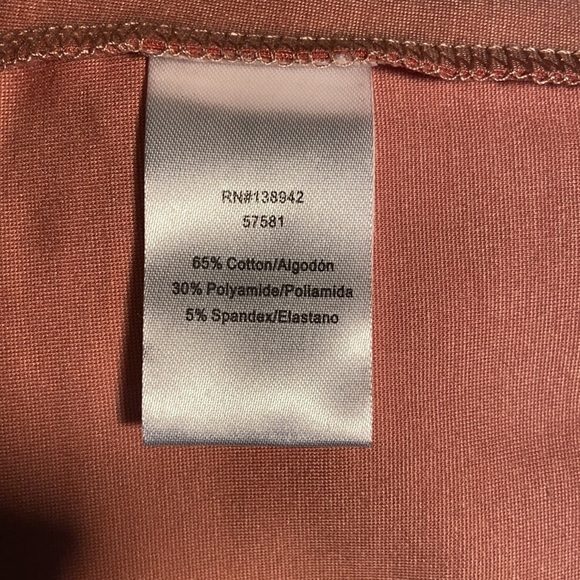 RN#138942
57581
65% Cotton/Algodón
30% Polyamide/Poliamida
5% Spandex/Elastano